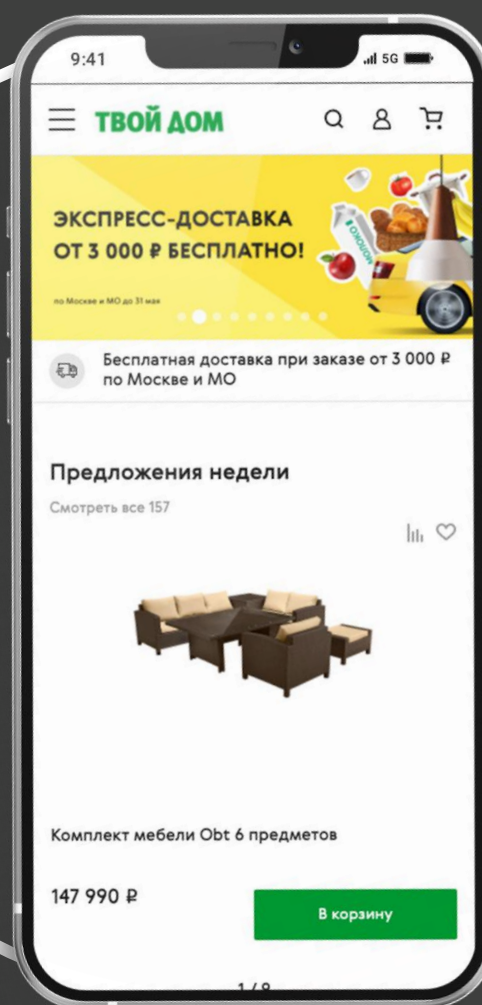 9:41
5G
ТВОЙ ДОМ
ЭКСПРЕСС-ДОСТАВКА
ОТ 3 000 ₽ БЕСПЛАТНО!
МОЛОКО
по Москве и МО до 31 мая
Бесплатная доставка при заказе от 3 000 ₽
по Москве и МО
Предложения недели
Смотреть все 157
Комплект мебели Obt 6 предметов
147 990 ₽
В корзину